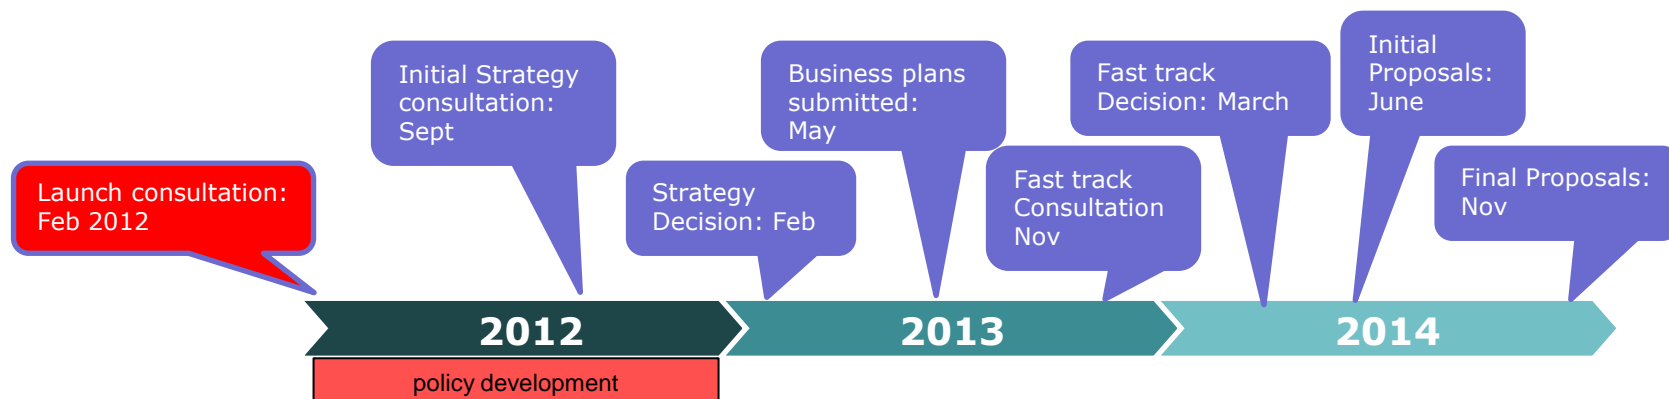 Launch consultation:
Feb 2012
Initial Strategy
consultation:
Sept
Strategy
Decision: Feb
Business plans
submitted:
May
Fast track
Consultation
Nov
Fast track
Decision: March
Initial
Proposals:
June
Final Proposals:
Nov
2012
2013
2014
policy development